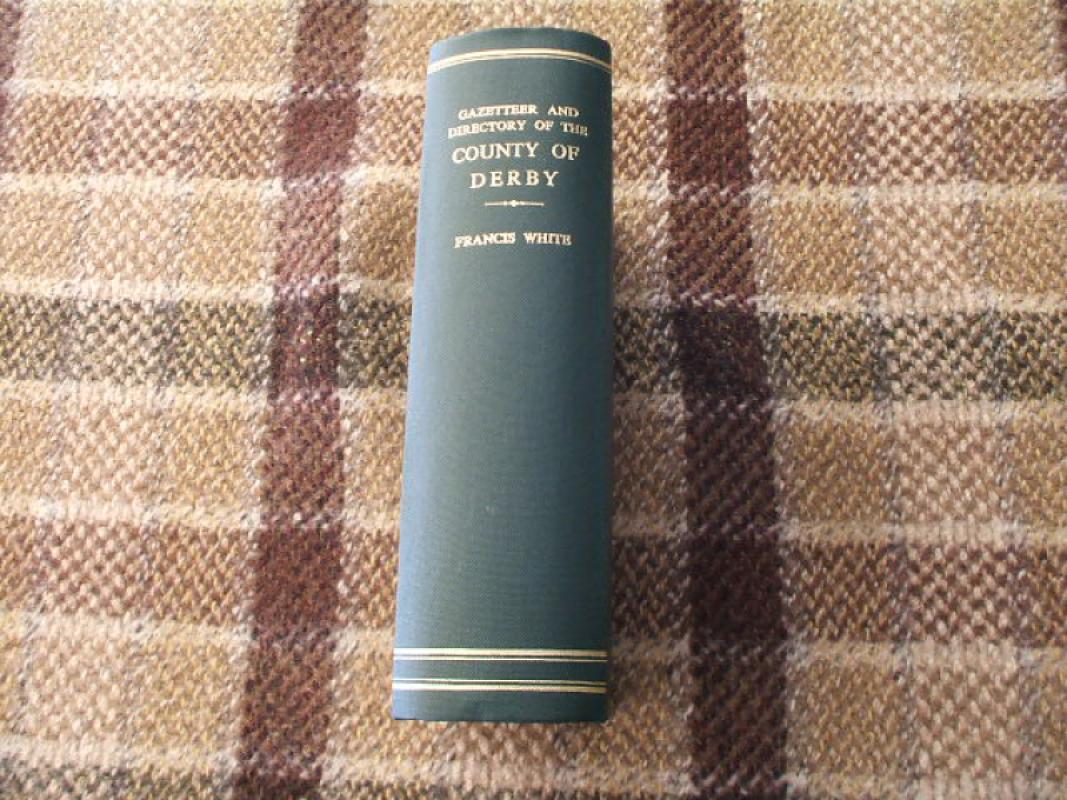 GAZETTEER AND
DIRECTORY OF THE
COUNTY OF
DERBY
FRANCIS WHITE